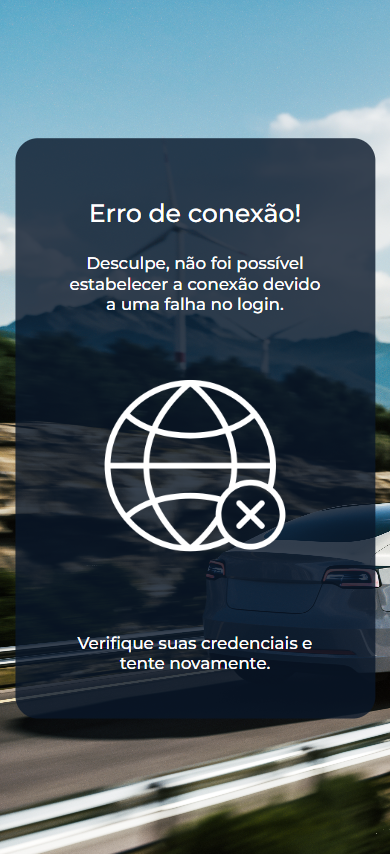 Erro de conexão!
Desculpe, não foi possível
estabelecer a conexão devido
a uma falha no login.
Verifique suas credenciais e
tente novamente.